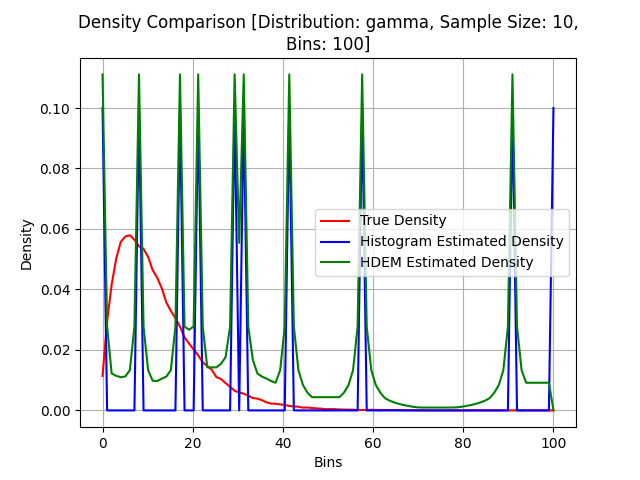 Density Comparison [Distribution: gamma, Sample Size: 10,
Bins: 100]
Density
0.10
0.08
0.06
0.04
0.02
0.00
True Density
Histogram Estimated Density
HDEM Estimated Density
0 20 40 60 80 100
Bins